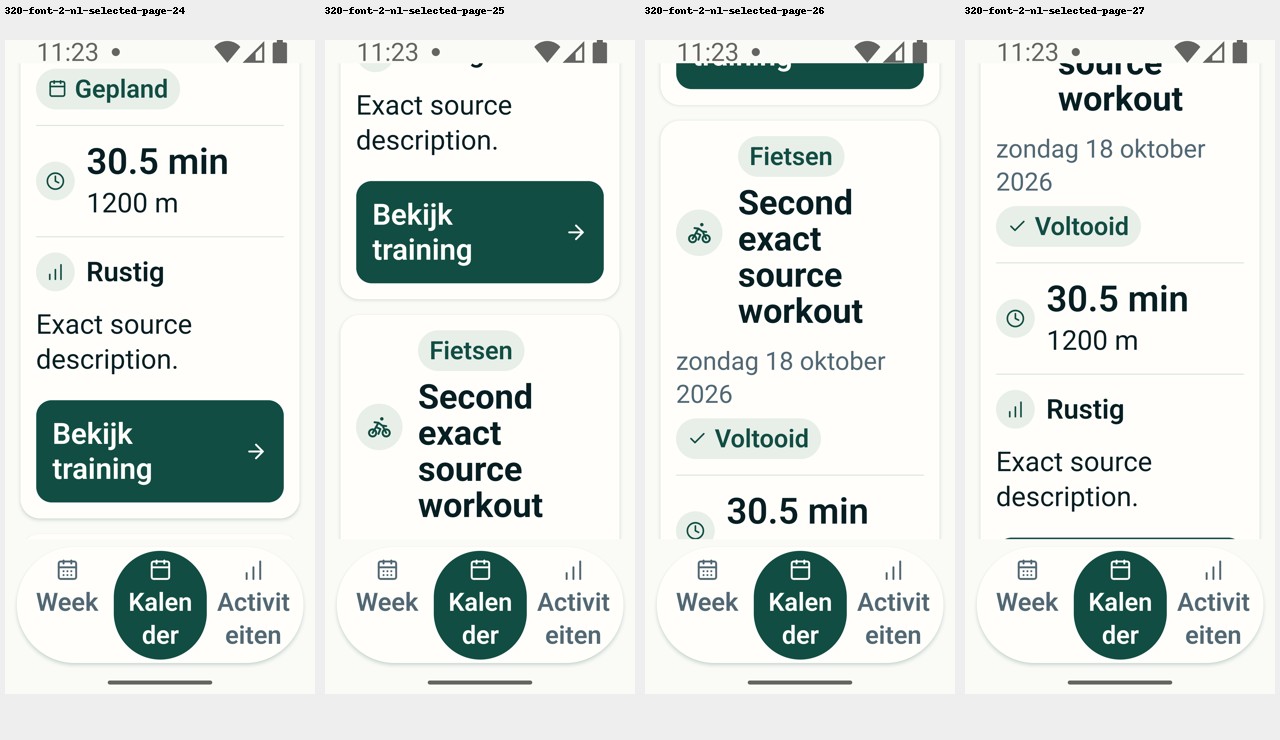 320-font-2-nl-selected-page-24
11:23
Gepland
30.5 min
1200 m
Rustig
Exact source
description.
Bekijk
training
Week
Kalen
der
Activit
eiten
320-font-2-nl-selected-page-25
11:23
Exact source
description.
Bekijk
training
Fietsen
Second
exact
source
workout
Week
Kalen
der
Activit
eiten
320-font-2-nl-selected-page-26
11:23
training
Fietsen
Second
exact
source
workout
zondag 18 oktober
2026
Voltooid
30.5 min
Week
Kalen
der
Activit
eiten
320-font-2-nl-selected-page-27
11:23
source
workout
zondag 18 oktober
2026
Voltooid
30.5 min
1200 m
Rustig
Exact source
description.
Week
Kalen
der
Activit
eiten